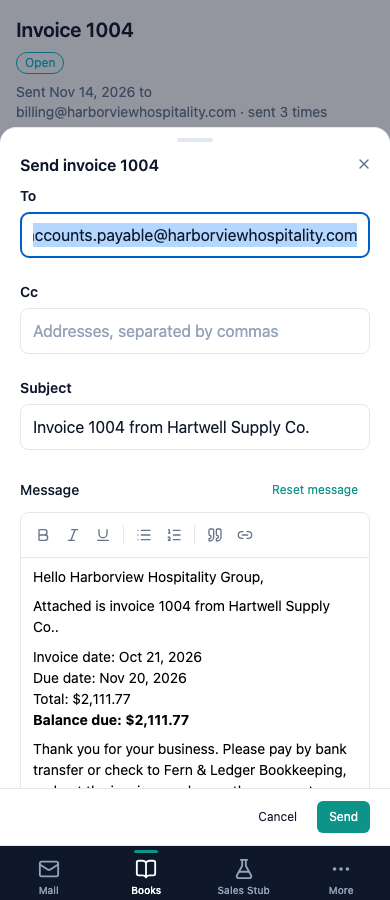 Invoice 1004
Open
Sent Nov 14, 2026 to
billing@harborviewhospitality.com · sent 3 times
Send invoice 1004
To
ccounts.payable@harborviewhospitality.com
Cc
Addresses, separated by commas
Subject
Invoice 1004 from Hartwell Supply Co.
Message
Reset message
Hello Harborview Hospitality Group,
Attached is invoice 1004 from Hartwell Supply
Co..
Invoice date: Oct 21, 2026
Due date: Nov 20, 2026
Total: $2,111.77
Balance due: $2,111.77
Thank you for your business. Please pay by bank
transfer or check to Fern & Ledger Bookkeeping,
Cancel
Send
Mail
Books
Sales Stub
More